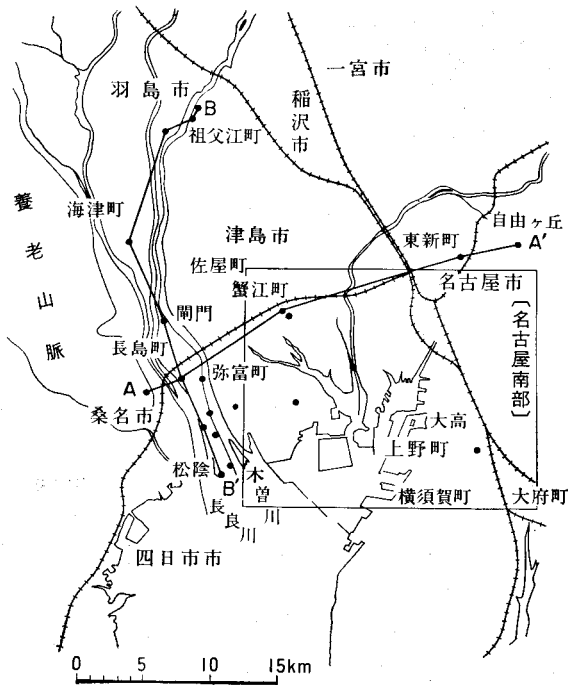 一宮市
羽島市
稲沢市
B
祖父江町
養老山脈
海津町
自由ヶ丘
津島市
東新町
A'
佐屋町
名古屋市
蟹江町
閘門
〔名古屋南部〕
長島町
A
弥富町
桑名市
大高
上野町
松陰
B'
木曽川
長良川
横須賀町
大府町
四日市市
0 5 10 15km